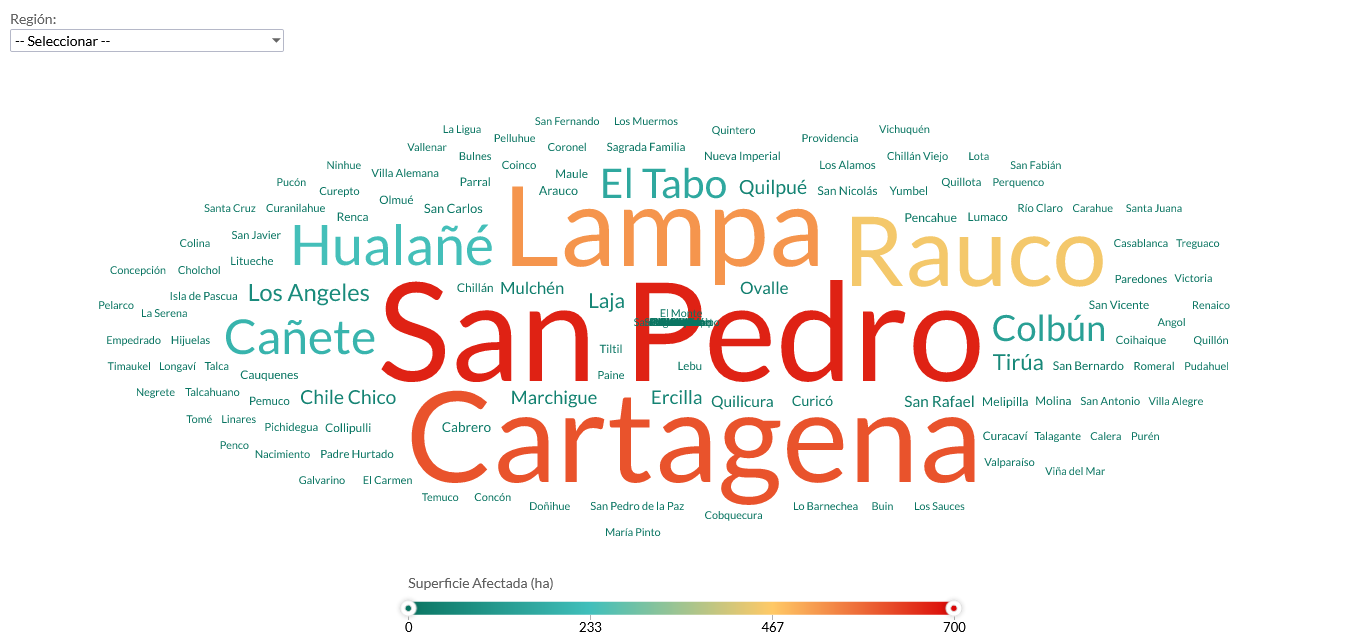 Región:
-- Seleccionar --
San Fernando Los Muermos
La Ligua Pelluhue Quintero Providencia Vichuquén
Vallenar Bulnes Coronel Sagrada Familia Nueva Imperial Chillán Viejo Lota
Ninhue Villa Alemana Coinco Maule Los Alamos San Fabián
Pucón Curepto Parral Arauco El Tabo Quilpué San Nicolás Yumbel Quillota Perquenco
Santa Cruz Curanilahue Renca Olmué San Carlos Pencahue Lumaco Río Claro Carahue Santa Juana
Colina San Javier Hualañé Lampa Rauco Casablanca Treguaco
Concepción Cholchol Litueche Paredones Victoria
Pelarco Isla de Pascua Los Angeles Chillán Mulchén Laja Ovalle San Vicente Renaico
La Serena El Monte Angol
Empedrado Hijuelas Cañete San Pedro Colbún Coihaique Quillón
Tiltil
Timaukel Longaví Talca Cauquenes Paine Lebu Tirúa San Bernardo Romeral Pudahuel
Negrete Talcahuano Pemuco Chile Chico Marchigue Ercilla Quilicura Curicó San Rafael Melipilla Molina San Antonio Villa Alegre
Tomé Linares Pichidegua Collipulli Cabrero Cartagena Curacaví Talagante Calera Purén
Penco Nacimiento Padre Hurtado Valparaíso Viña del Mar
Galvarino El Carmen
Temuco Concón Doñihue San Pedro de la Paz Cobquecura Lo Barnechea Buin Los Sauces
María Pinto
Superficie Afectada (ha)
0 233 467 700